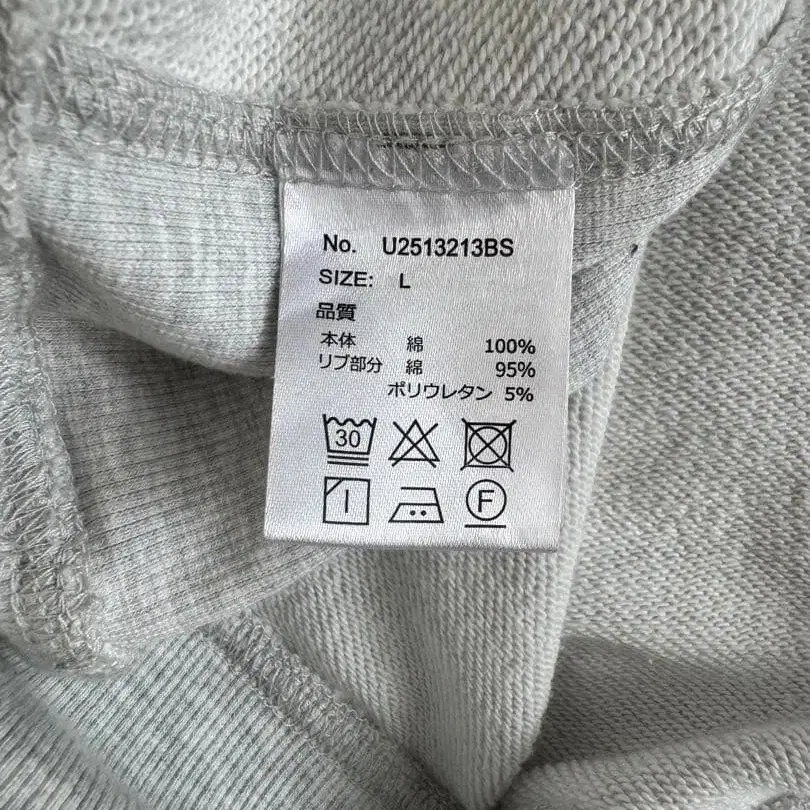 No. U2513213BS
SIZE: L
品質
本体 綿 100%
リブ部分 綿 95%
ポリウレタン 5%
30
F